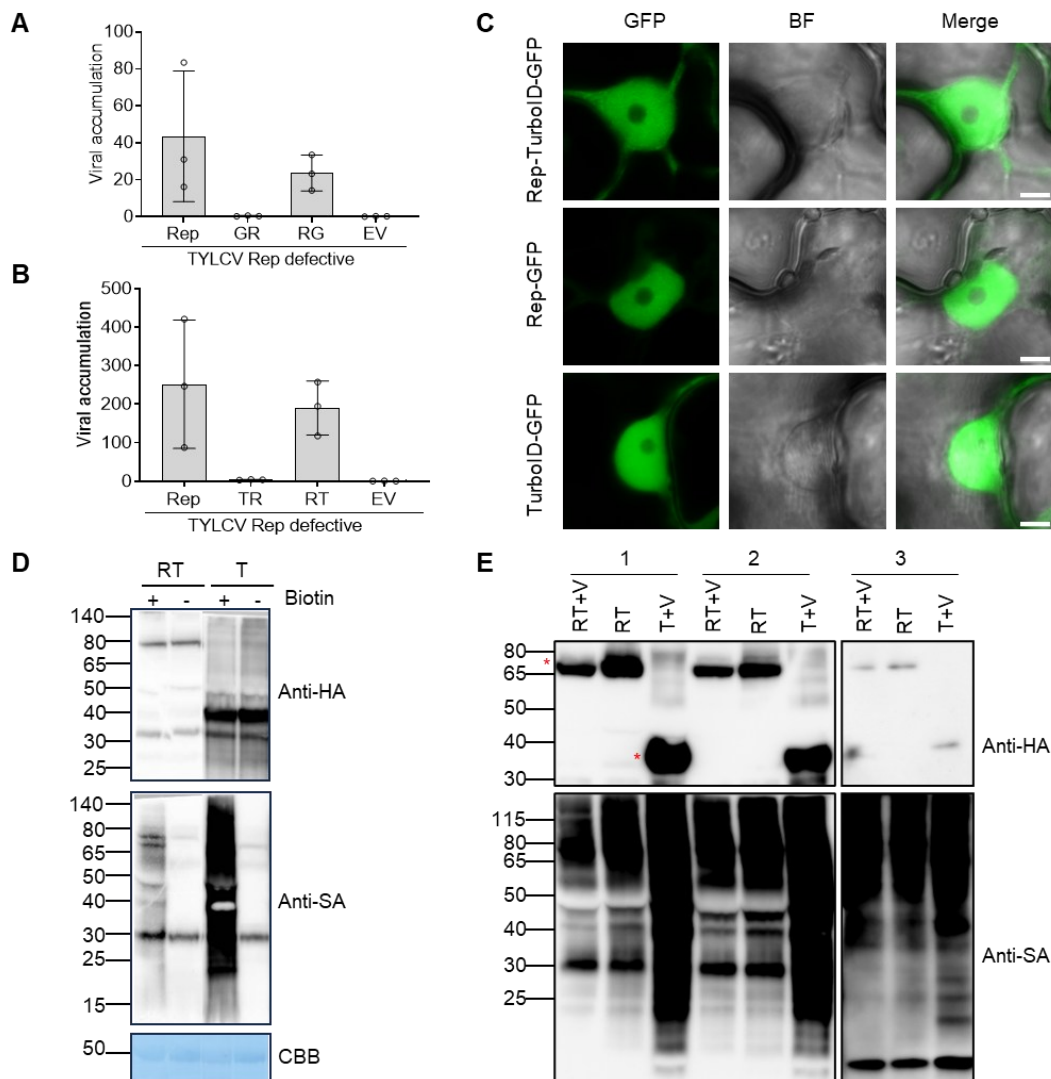 A
Viral accumulation
100
80
60
40
20
0
Rep GR RG EV
TYLCV Rep defective
B
Viral accumulation
500
400
300
200
100
0
Rep TR RT EV
TYLCV Rep defective
C
GFP BF Merge
Rep-TurboID-GFP
Rep-GFP
TurboID-GFP
D
RT T
+ - + - Biotin
140
80
65
50
40
30
25
Anti-HA
140
80
65
50
40
30
25
15
Anti-SA
50
CBB
E
1 2 3
RT+V RT T+V RT+V RT T+V RT+V RT T+V
80
65
50
40
30
*
*
Anti-HA
115
80
65
50
40
30
25
Anti-SA